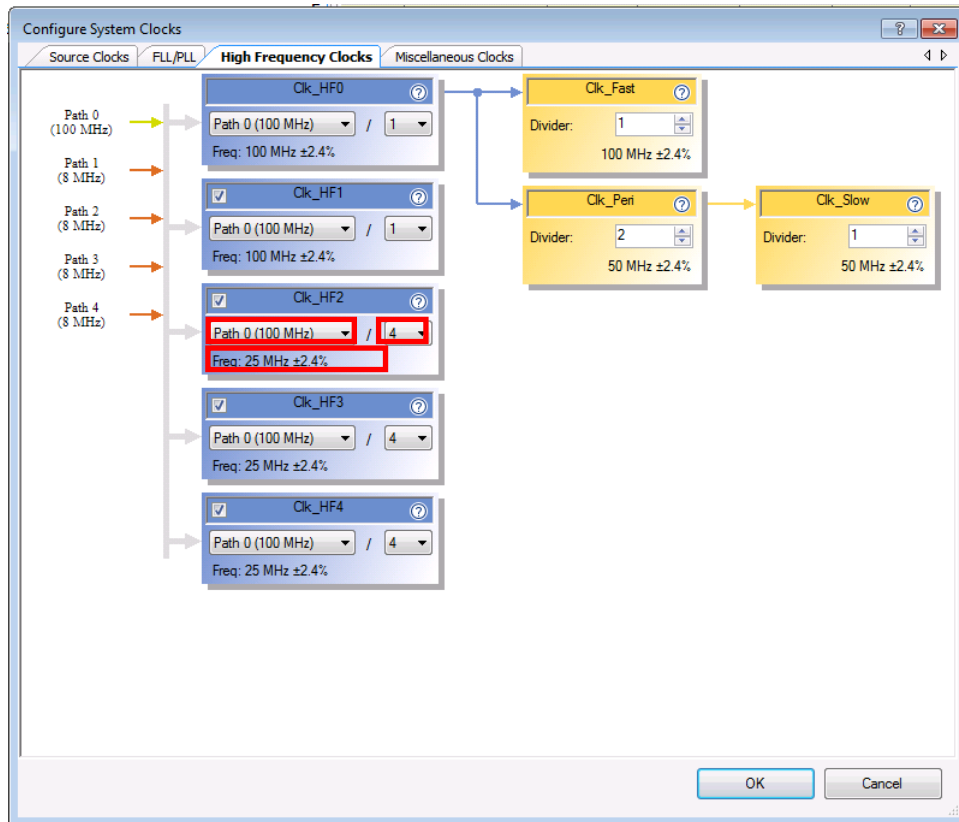 Configure System Clocks
Source Clocks FLL/PLL High Frequency Clocks Miscellaneous Clocks
Path 0
(100 MHz)
Path 1
(8 MHz)
Path 2
(8 MHz)
Path 3
(8 MHz)
Path 4
(8 MHz)
Clk_HF0
Path 0 (100 MHz) / 1
Freq: 100 MHz ±2.4%
Clk_HF1
Path 0 (100 MHz) / 1
Freq: 100 MHz ±2.4%
Clk_HF2
Path 0 (100 MHz) / 4
Freq: 25 MHz ±2.4%
Clk_HF3
Path 0 (100 MHz) / 4
Freq: 25 MHz ±2.4%
Clk_HF4
Path 0 (100 MHz) / 4
Freq: 25 MHz ±2.4%
Clk_Fast
Divider: 1
100 MHz ±2.4%
Clk_Peri
Divider: 2
50 MHz ±2.4%
Clk_Slow
Divider: 1
50 MHz ±2.4%
OK Cancel